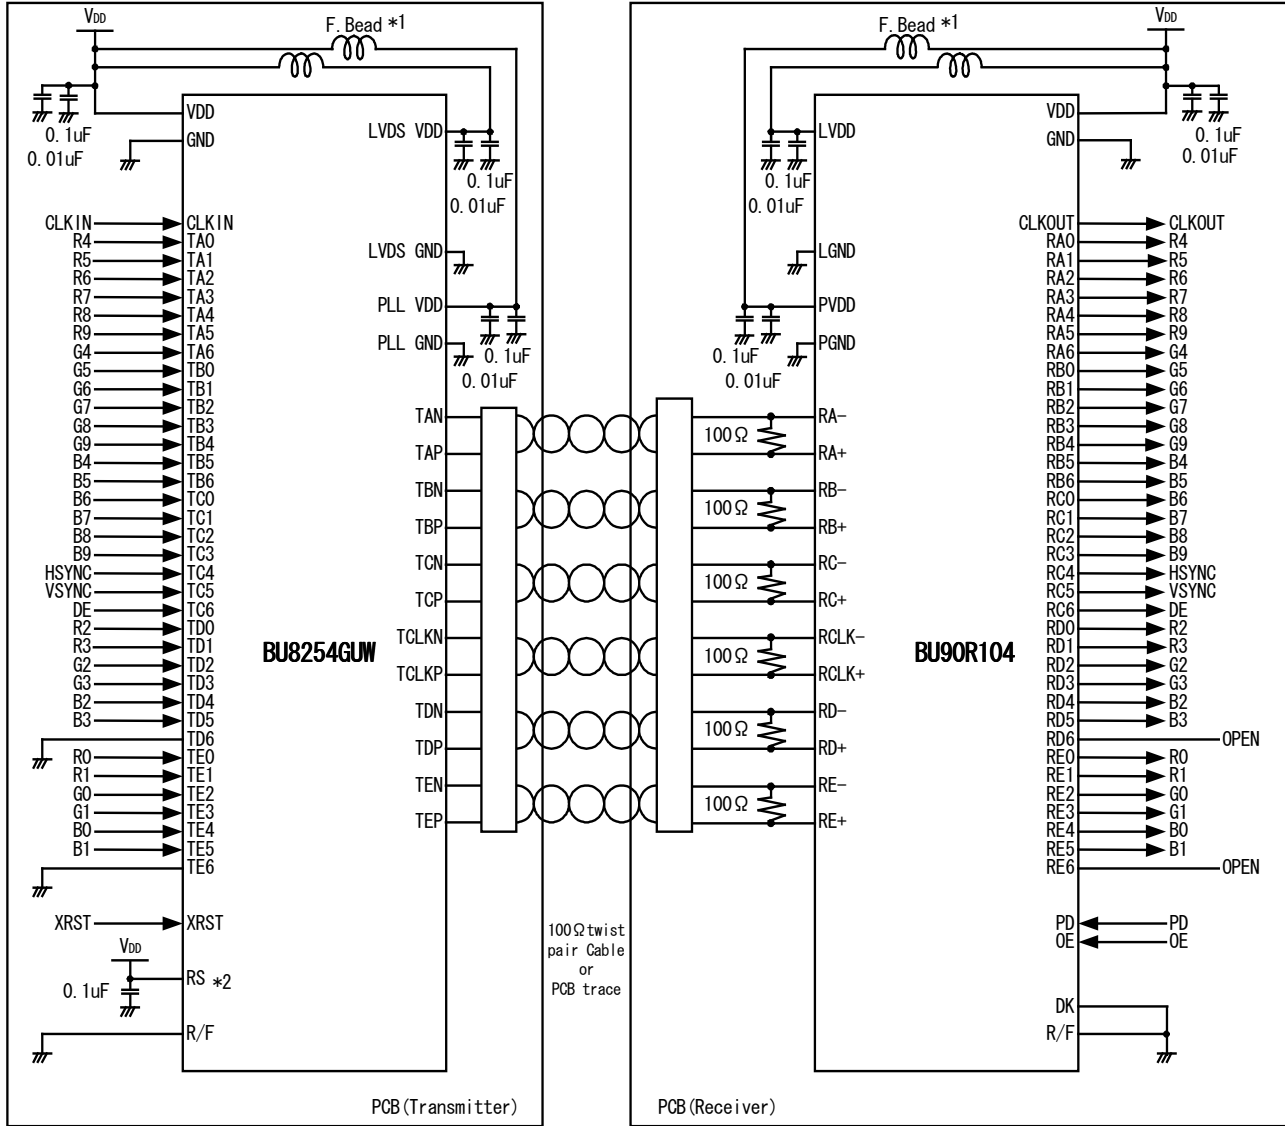 VDD
F.Bead *1
0.1uF
0.01uF
VDD
GND
LVDS VDD
0.1uF
0.01uF
LVDS GND
PLL VDD
PLL GND
0.1uF
0.01uF
CLKIN CLKIN
R4 TA0
R5 TA1
R6 TA2
R7 TA3
R8 TA4
R9 TA5
G4 TA6
G5 TB0
G6 TB1
G7 TB2
G8 TB3
G9 TB4
B4 TB5
B5 TB6
B6 TC0
B7 TC1
B8 TC2
B9 TC3
HSYNC TC4
VSYNC TC5
DE TC6
R2 TD0
R3 TD1
G2 TD2
G3 TD3
B2 TD4
B3 TD5
TD6
R0 TE0
R1 TE1
G0 TE2
G1 TE3
B0 TE4
B1 TE5
TE6
XRST XRST
VDD
RS *2
0.1uF
R/F
BU8254GUW
TAN
TAP
TBN
TBP
TCN
TCP
TCLKN
TCLKP
TDN
TDP
TEN
TEP
PCB(Transmitter)
100Ωtwist
pair Cable
or
PCB trace
F.Bead *1
VDD
0.1uF
0.01uF
VDD
GND
LVDD
0.1uF
0.01uF
LGND
PVDD
PGND
0.1uF
0.01uF
100Ω
RA-
RA+
100Ω
RB-
RB+
100Ω
RC-
RC+
100Ω
RCLK-
RCLK+
100Ω
RD-
RD+
100Ω
RE-
RE+
BU90R104
CLKOUT CLKOUT
RA0 R4
RA1 R5
RA2 R6
RA3 R7
RA4 R8
RA5 R9
RA6 G4
RB0 G5
RB1 G6
RB2 G7
RB3 G8
RB4 G9
RB5 B4
RB6 B5
RC0 B6
RC1 B7
RC2 B8
RC3 B9
RC4 HSYNC
RC5 VSYNC
RC6 DE
RD0 R2
RD1 R3
RD2 G2
RD3 G3
RD4 B2
RD5 B3
RD6 OPEN
RE0 R0
RE1 R1
RE2 G0
RE3 G1
RE4 B0
RE5 B1
RE6 OPEN
PD PD
OE OE
DK
R/F
PCB(Receiver)